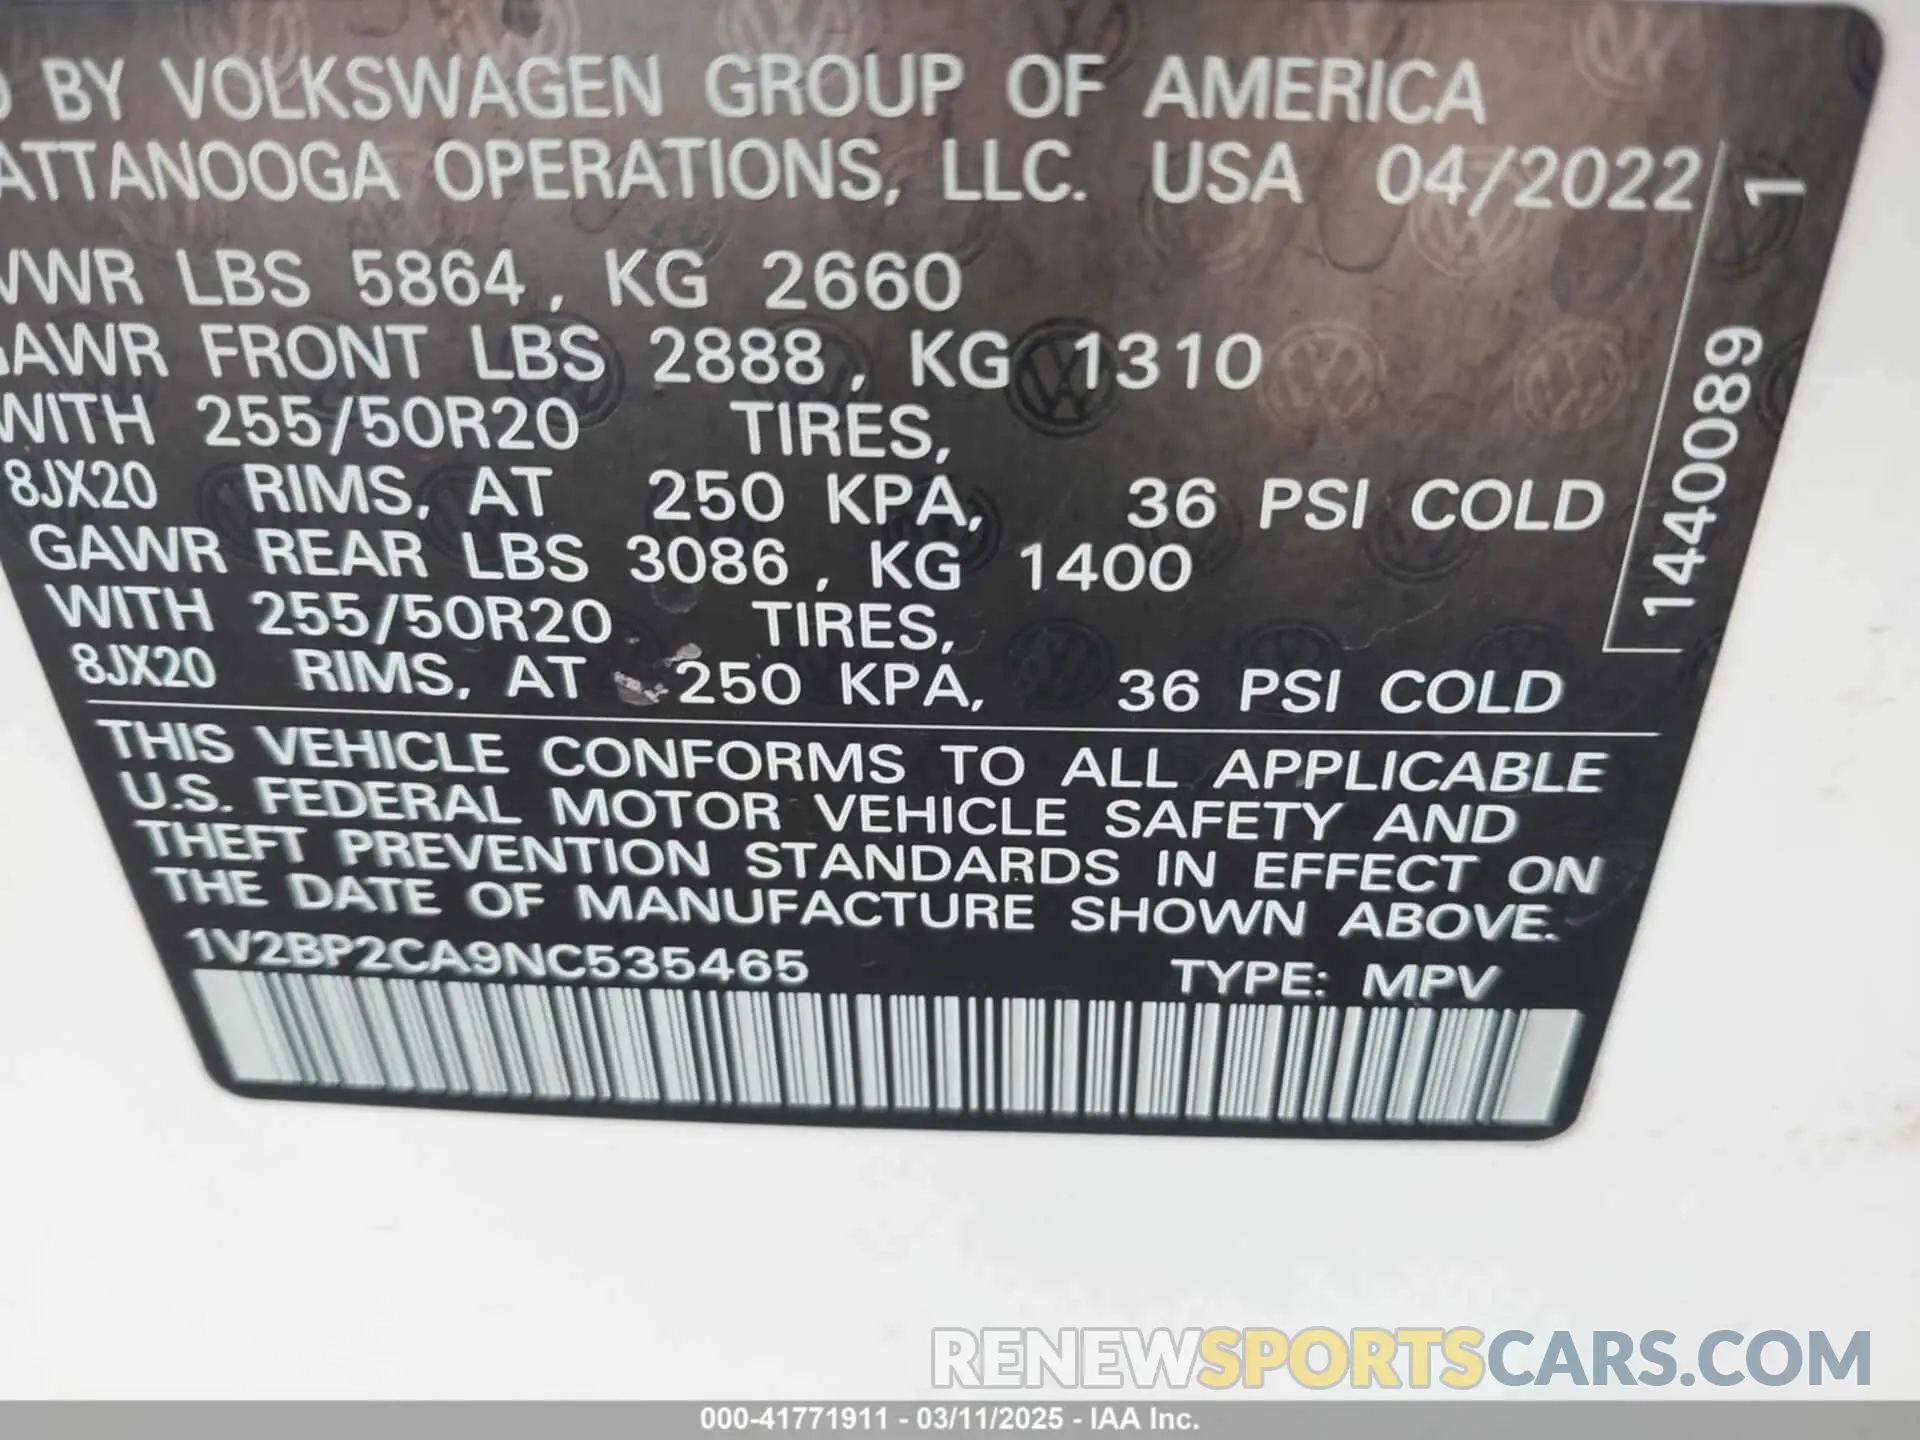 BY VOLKSWAGEN GROUP OF AMERICA
ATTANOOGA OPERATIONS, LLC. USA 04/2022
VWR LBS 5864, KG 2660
AWR FRONT LBS 2888, KG 1310
WITH 255/50R20 TIRES,
8JX20 RIMS, AT 250 KPA, 36 PSI COLD
GAWR REAR LBS 3086, KG 1400
WITH 255/50R20 TIRES,
8JX20 RIMS, AT 250 KPA, 36 PSI COLD
1440089 1
THIS VEHICLE CONFORMS TO ALL APPLICABLE
U.S. FEDERAL MOTOR VEHICLE SAFETY AND
THEFT PREVENTION STANDARDS IN EFFECT ON
THE DATE OF MANUFACTURE SHOWN ABOVE.
1V2BP2CA9NC535465 TYPE: MPV
RENEWSPORTSCARS.COM
000-41771911 - 03/11/2025 - IAA Inc.